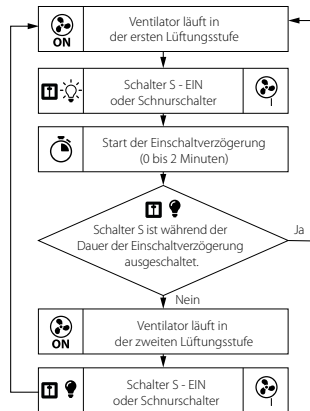 ON
Ventilator läuft in
der ersten Lüftungsstufe
Schalter S - EIN
oder Schnurschalter
I
Start der Einschaltverzögerung
(0 bis 2 Minuten)
Schalter S ist während der
Dauer der Einschaltverzögerung
ausgeschaltet.
Ja
Nein
ON
Ventilator läuft in
der zweiten Lüftungsstufe
Schalter S - EIN
oder Schnurschalter
I